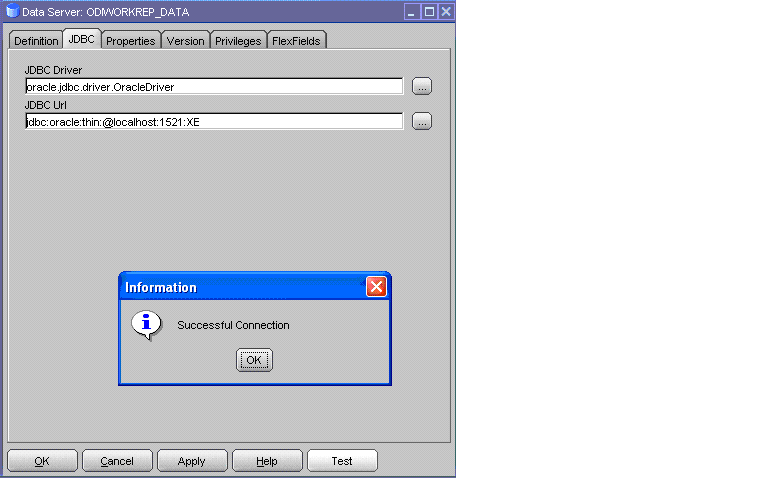 Data Server: ODIWORKREP_DATA
Definition JDBC Properties Version Privileges FlexFields
JDBC Driver
oracle.jdbc.driver.OracleDriver ...
JDBC Url
jdbc:oracle:thin:@localhost:1521:XE ...
Information
Successful Connection
OK
OK Cancel Apply Help Test